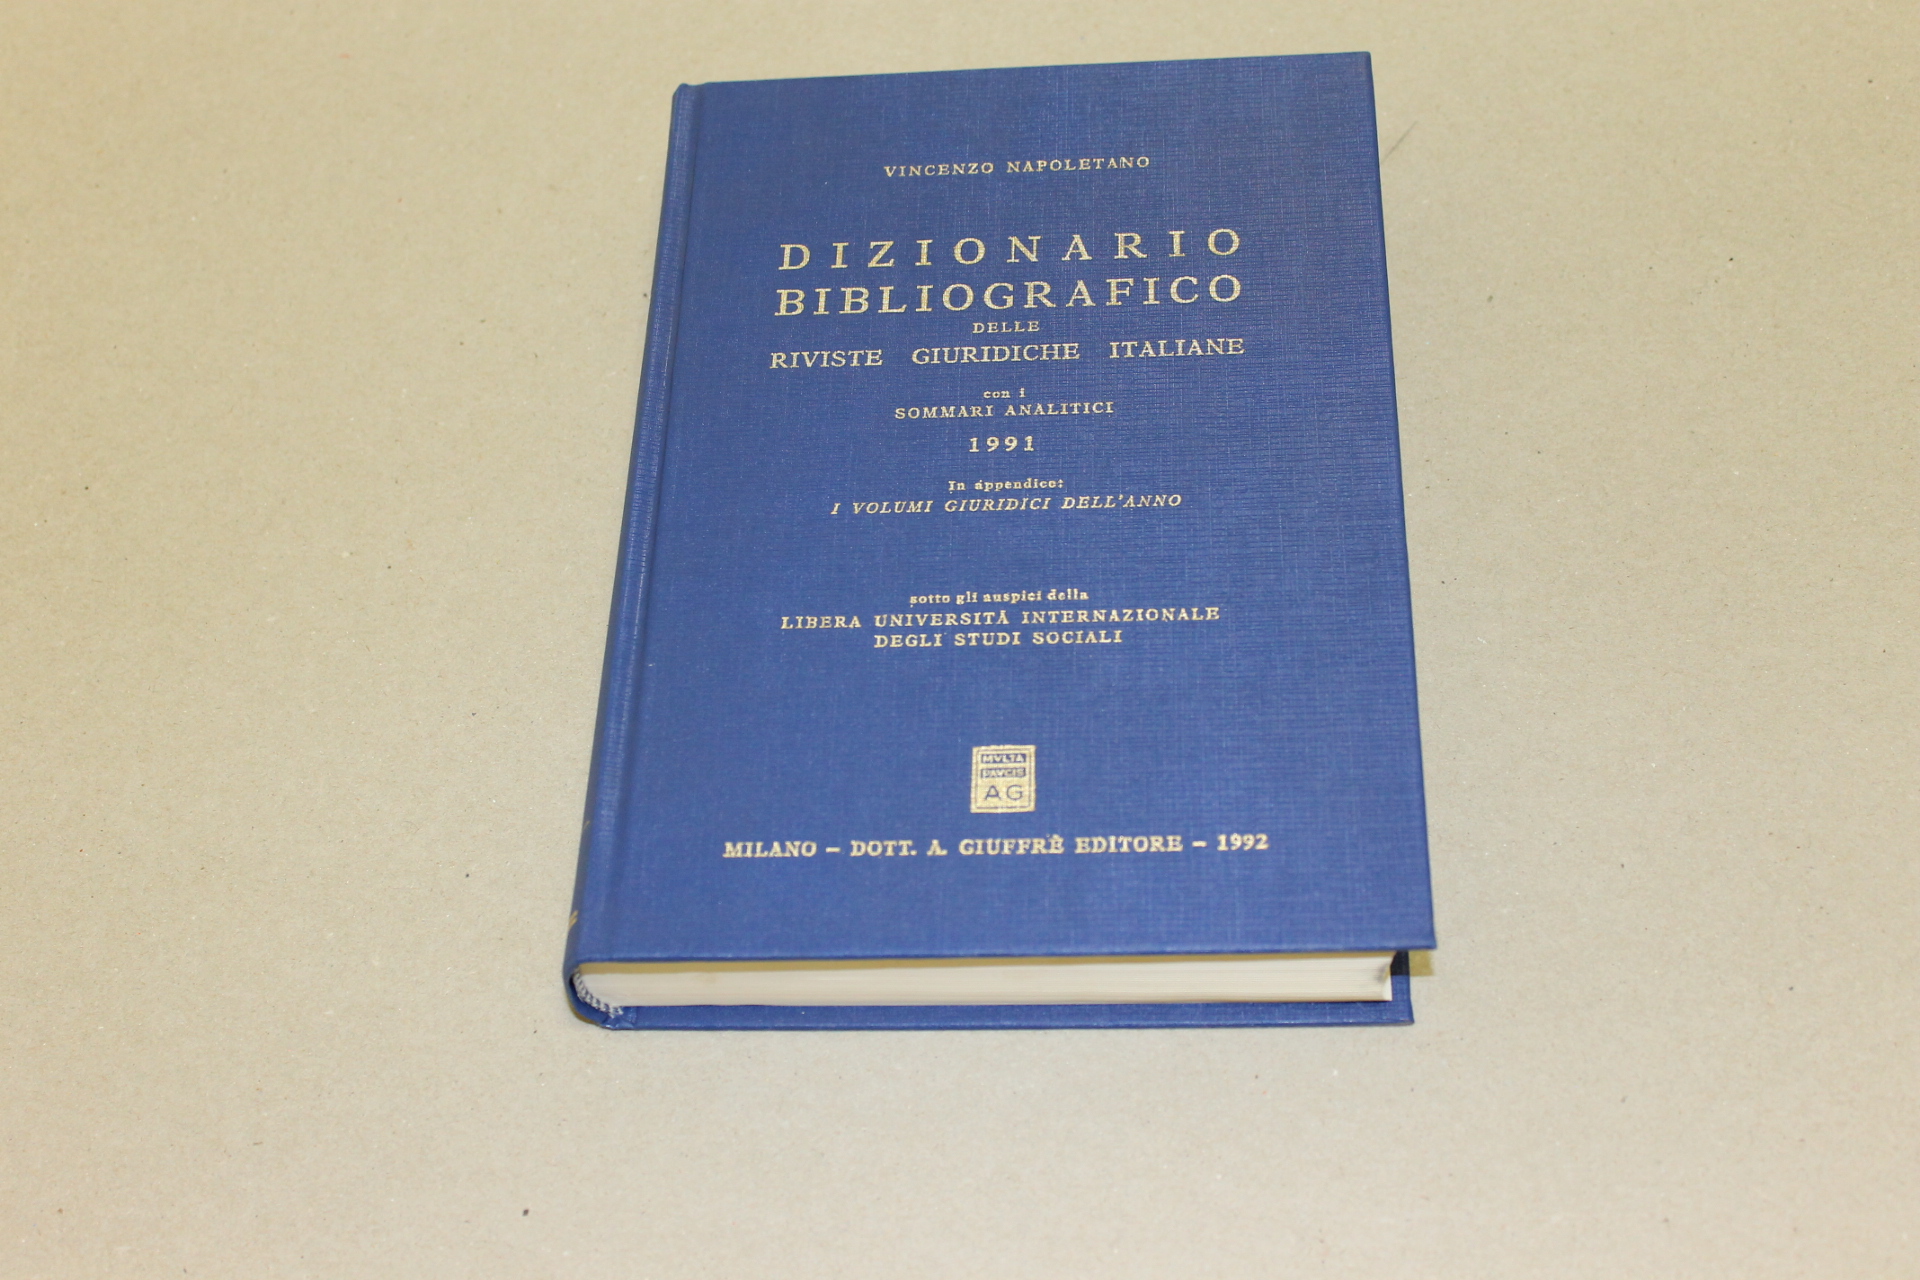 VINCENZO NAPOLETANO
DIZIONARIO
BIBLIOGRAFICO
DELLE
RIVISTE GIURIDICHE ITALIANE
con i
SOMMARI ANALITICI
1991
In appendice:
I VOLUMI GIURIDICI DELL'ANNO
sotto gli auspici della
LIBERA UNIVERSITÀ INTERNAZIONALE
DEGLI STUDI SOCIALI
MVLTA
PAVCIS
AG
MILANO – DOTT. A. GIUFFRÈ EDITORE – 1992